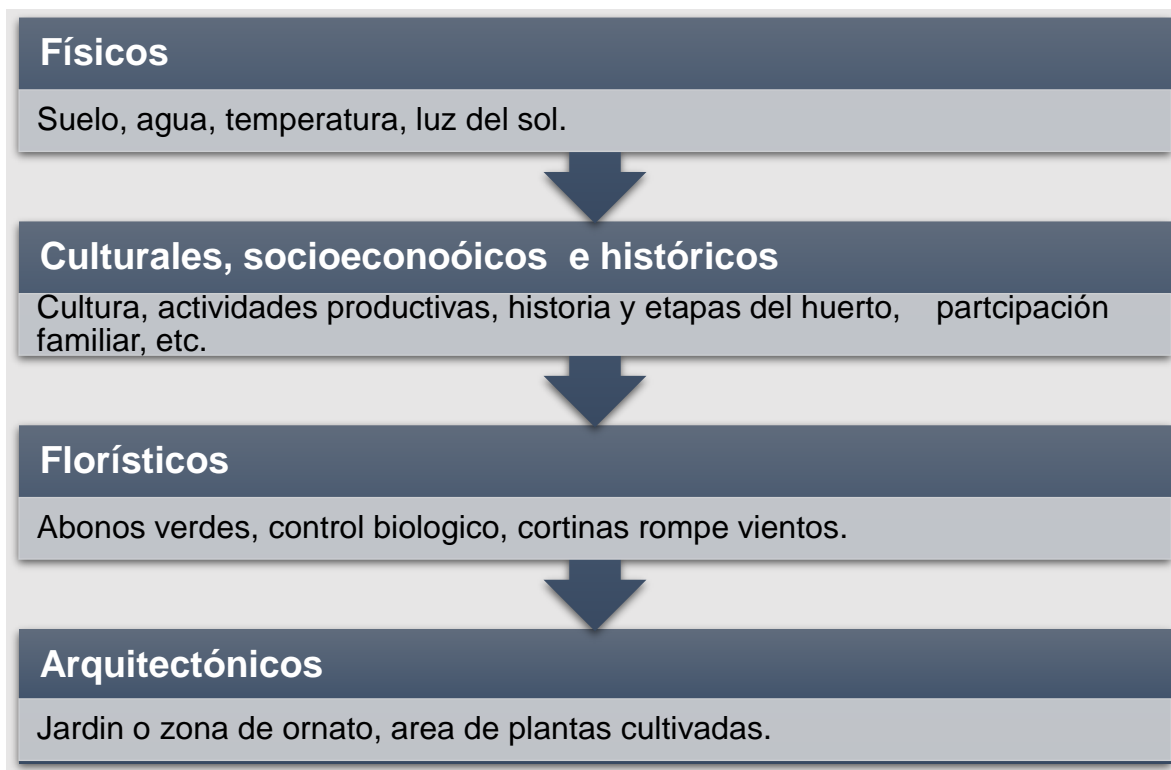 Físicos
Suelo, agua, temperatura, luz del sol.
Culturales, socioeconoóicos e históricos
Cultura, actividades productivas, historia y etapas del huerto, partcipación
familiar, etc.
Florísticos
Abonos verdes, control biologico, cortinas rompe vientos.
Arquitectónicos
Jardin o zona de ornato, area de plantas cultivadas.